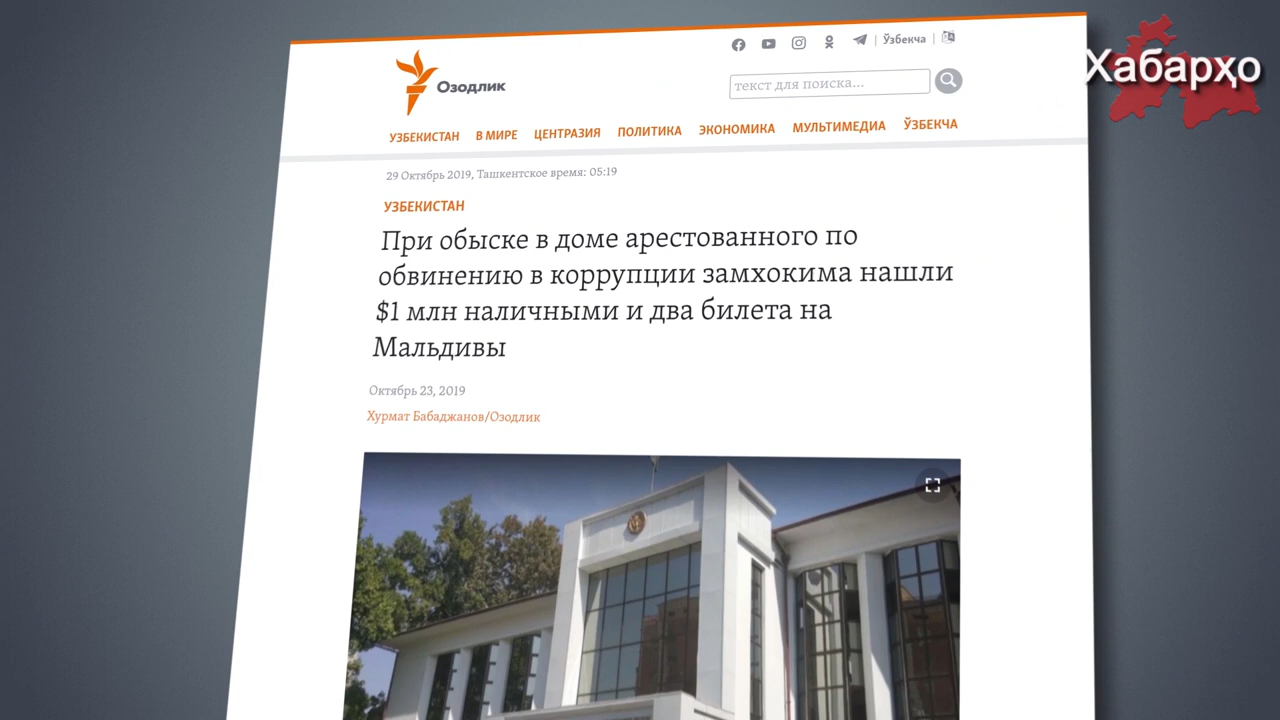 Хабарҳо
Ўзбекча
Озодлик
текст для поиска...
УЗБЕКИСТАН В МИРЕ ЦЕНТРАЗИЯ ПОЛИТИКА ЭКОНОМИКА МУЛЬТИМЕДИА ЎЗБЕКЧА
29 Октябрь 2019, Ташкентское время: 05:19
УЗБЕКИСТАН
При обыске в доме арестованного по
обвинению в коррупции замхокима нашли
$1 млн наличными и два билета на
Мальдивы
Октябрь 23, 2019
Хурмат Бабаджанов/Озодлик